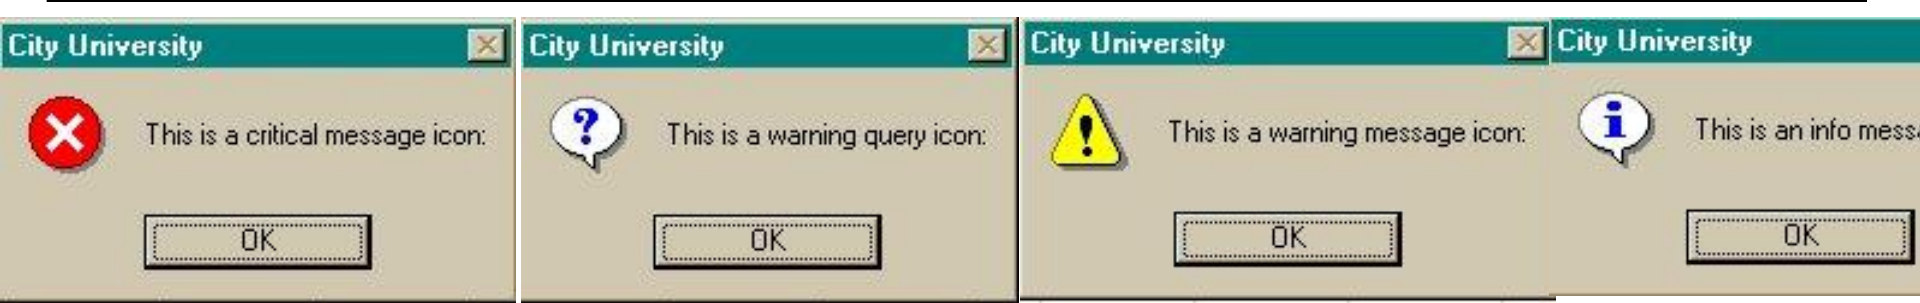 City University
This is a critical message icon:
OK
City University
This is a warning query icon:
OK
City University
This is a warning message icon:
OK
City University
This is an info
OK